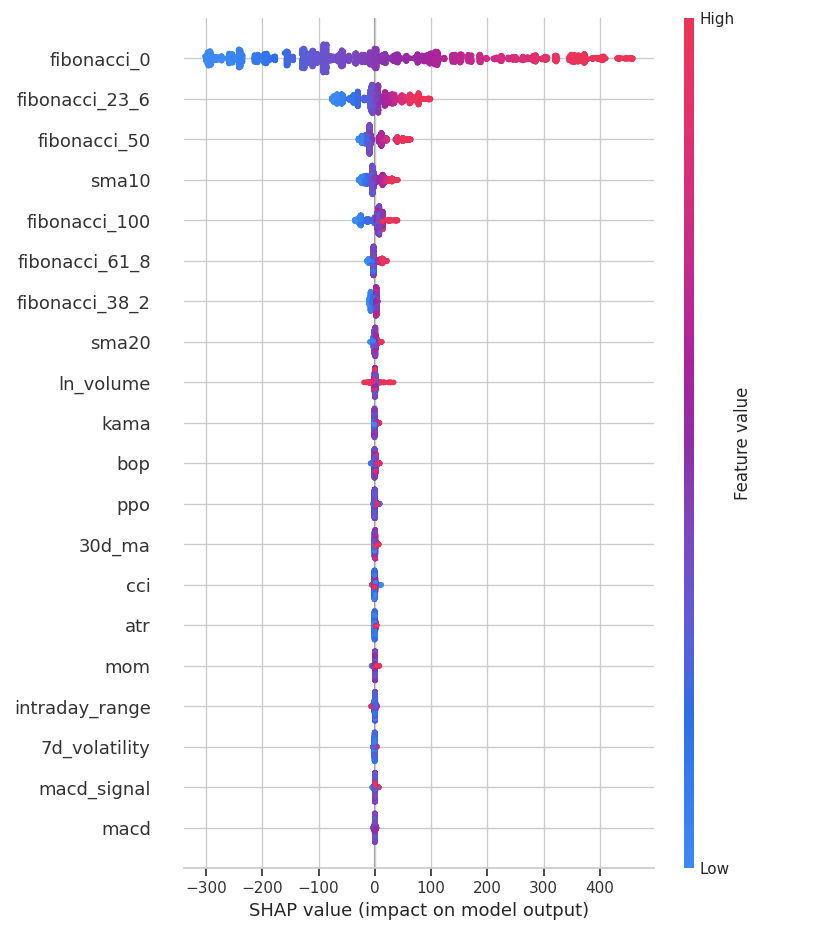 High
fibonacci_0
fibonacci_23_6
fibonacci_50
sma10
fibonacci_100
fibonacci_61_8
fibonacci_38_2
sma20
ln_volume
kama
bop
ppo
30d_ma
cci
atr
mom
intraday_range
7d_volatility
macd_signal
macd
Feature value
Low
−300 −200 −100 0 100 200 300 400
SHAP value (impact on model output)